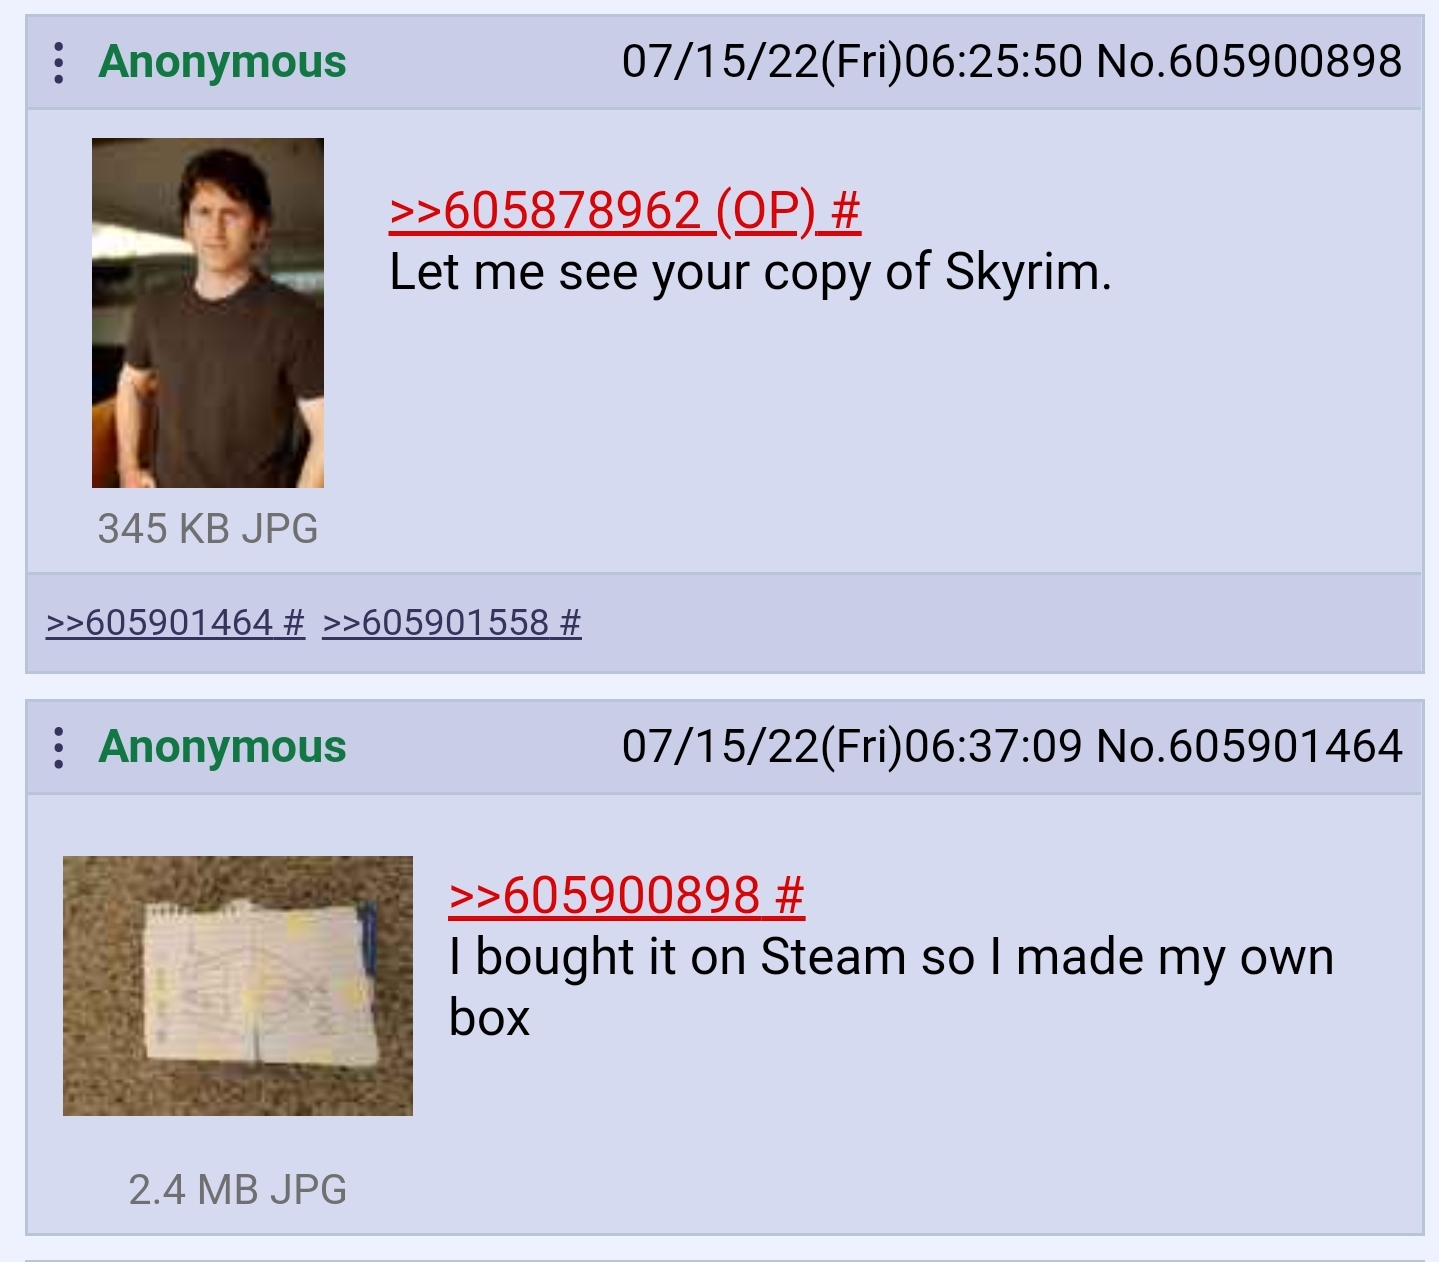 Anonymous 07/15/22(Fri)06:25:50 No.605900898
>>605878962 (OP) #
Let me see your copy of Skyrim.
345 KB JPG
>>605901464 # >>605901558 #
Anonymous 07/15/22(Fri)06:37:09 No.605901464
>>605900898 #
I bought it on Steam so I made my own
box
2.4 MB JPG